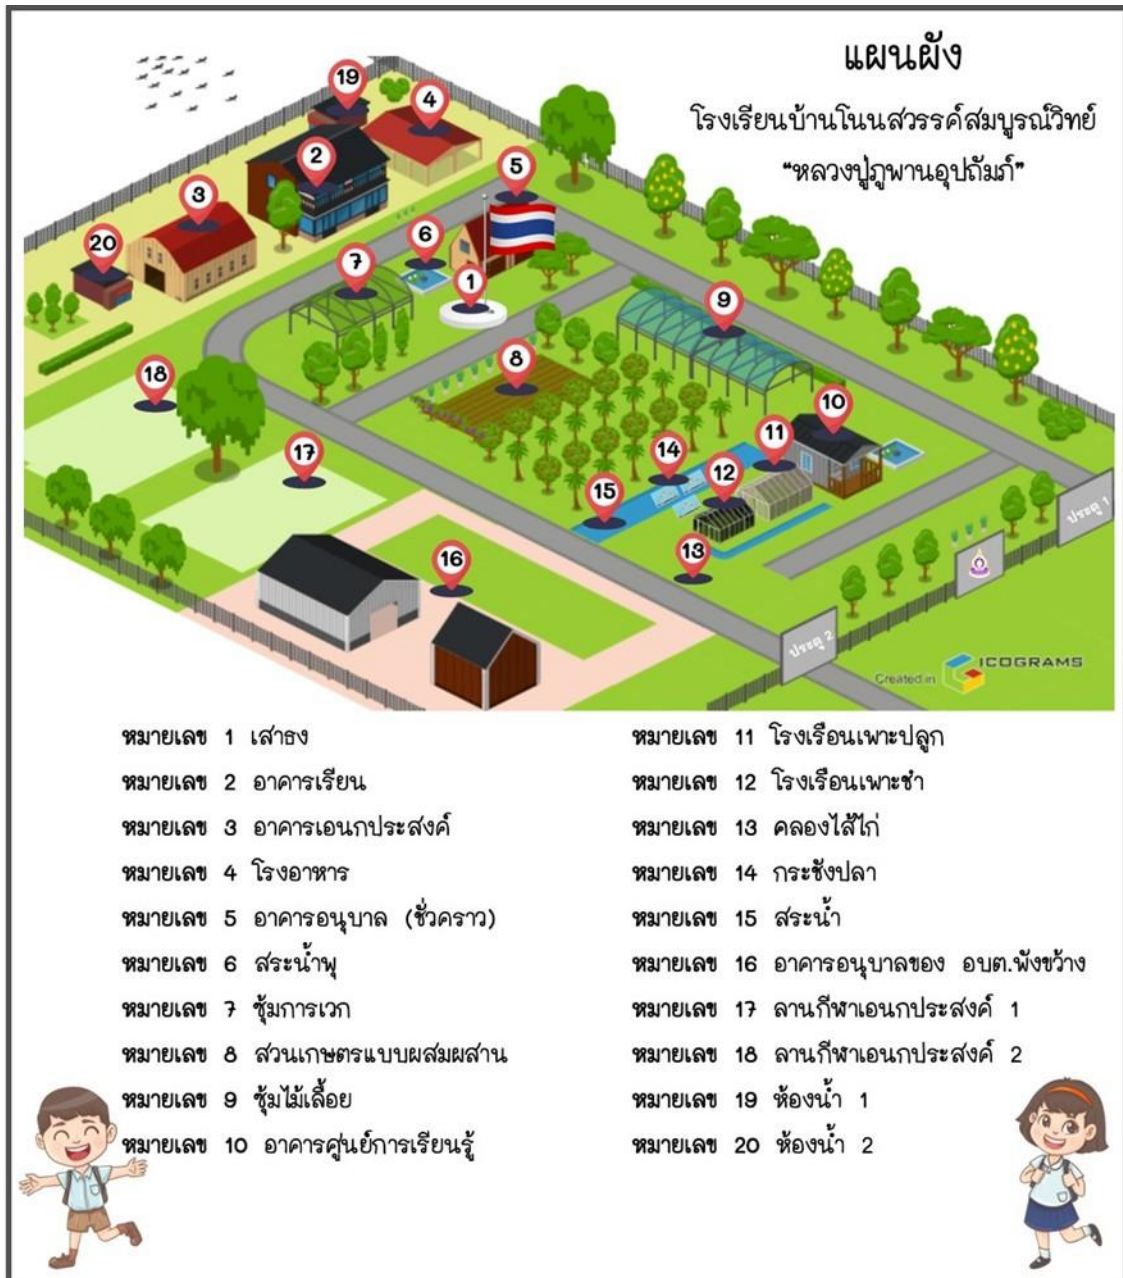 แผนผัง
โรงเรียนบ้านโนนสวรรค์สมบูรณ์วิทย์
“หลวงปู่ภูพานอุปถัมภ์”
19
4
2
5
3
6
20
7
1
9
8
18
10
11
17
14
12
15
13
16
ประตู 1
ประตู 2
Created in ICOGRAMS
หมายเลข 1 เสาธง
หมายเลข 2 อาคารเรียน
หมายเลข 3 อาคารเอนกประสงค์
หมายเลข 4 โรงอาหาร
หมายเลข 5 อาคารอนุบาล (ชั่วคราว)
หมายเลข 6 สระน้ำพุ
หมายเลข 7 ซุ้มการเวก
หมายเลข 8 สวนเกษตรแบบผสมผสาน
หมายเลข 9 ซุ้มไม้เลื้อย
หมายเลข 10 อาคารศูนย์การเรียนรู้
หมายเลข 11 โรงเรือนเพาะปลูก
หมายเลข 12 โรงเรือนเพาะชำ
หมายเลข 13 คลองไส้ไก่
หมายเลข 14 กระชังปลา
หมายเลข 15 สระน้ำ
หมายเลข 16 อาคารอนุบาลของ อบต.พังขว้าง
หมายเลข 17 ลานกีฬาเอนกประสงค์ 1
หมายเลข 18 ลานกีฬาเอนกประสงค์ 2
หมายเลข 19 ห้องน้ำ 1
หมายเลข 20 ห้องน้ำ 2